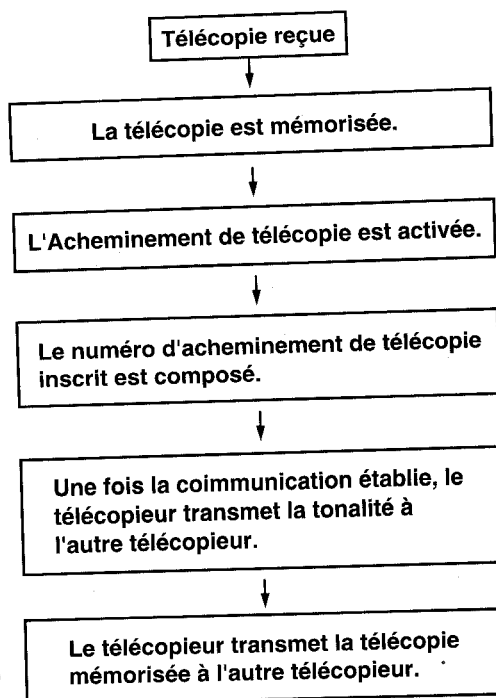 Télécopie reçue
La télécopie est mémorisée.
L'Acheminement de télécopie est activée.
Le numéro d'acheminement de télécopie
inscrit est composé.
Une fois la coimmunication établie, le
télécopieur transmet la tonalité à
l'autre télécopieur.
Le télécopieur transmet la télécopie
mémorisée à l'autre télécopieur.